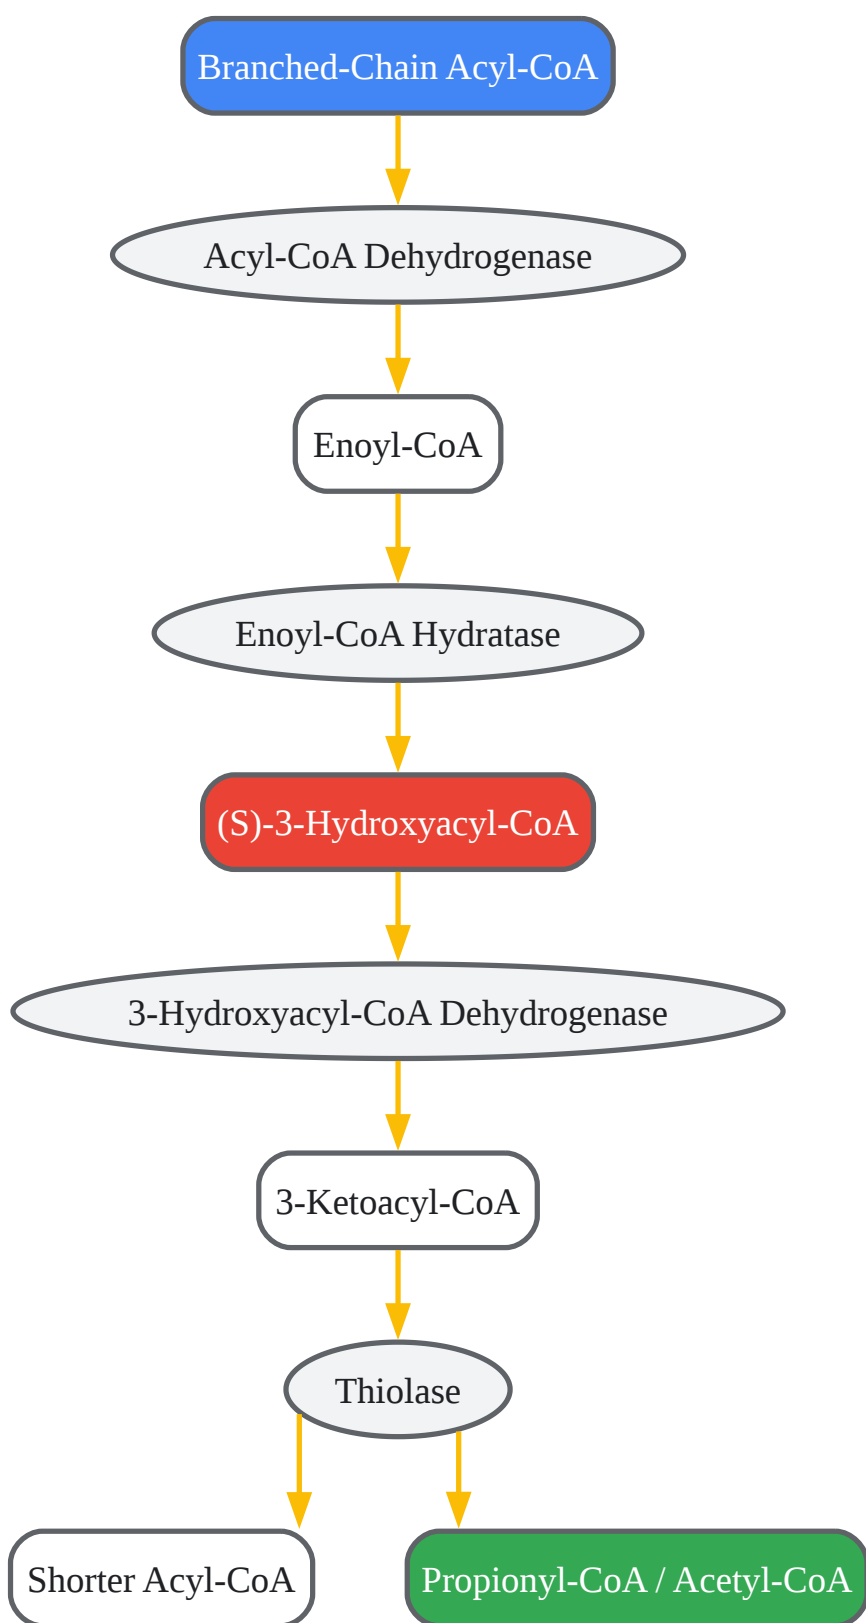 Branched-Chain Acyl-CoA
Acyl-CoA Dehydrogenase
Enoyl-CoA
Enoyl-CoA Hydratase
(S)-3-Hydroxyacyl-CoA
3-Hydroxyacyl-CoA Dehydrogenase
3-Ketoacyl-CoA
Thiolase
Shorter Acyl-CoA
Propionyl-CoA / Acetyl-CoA